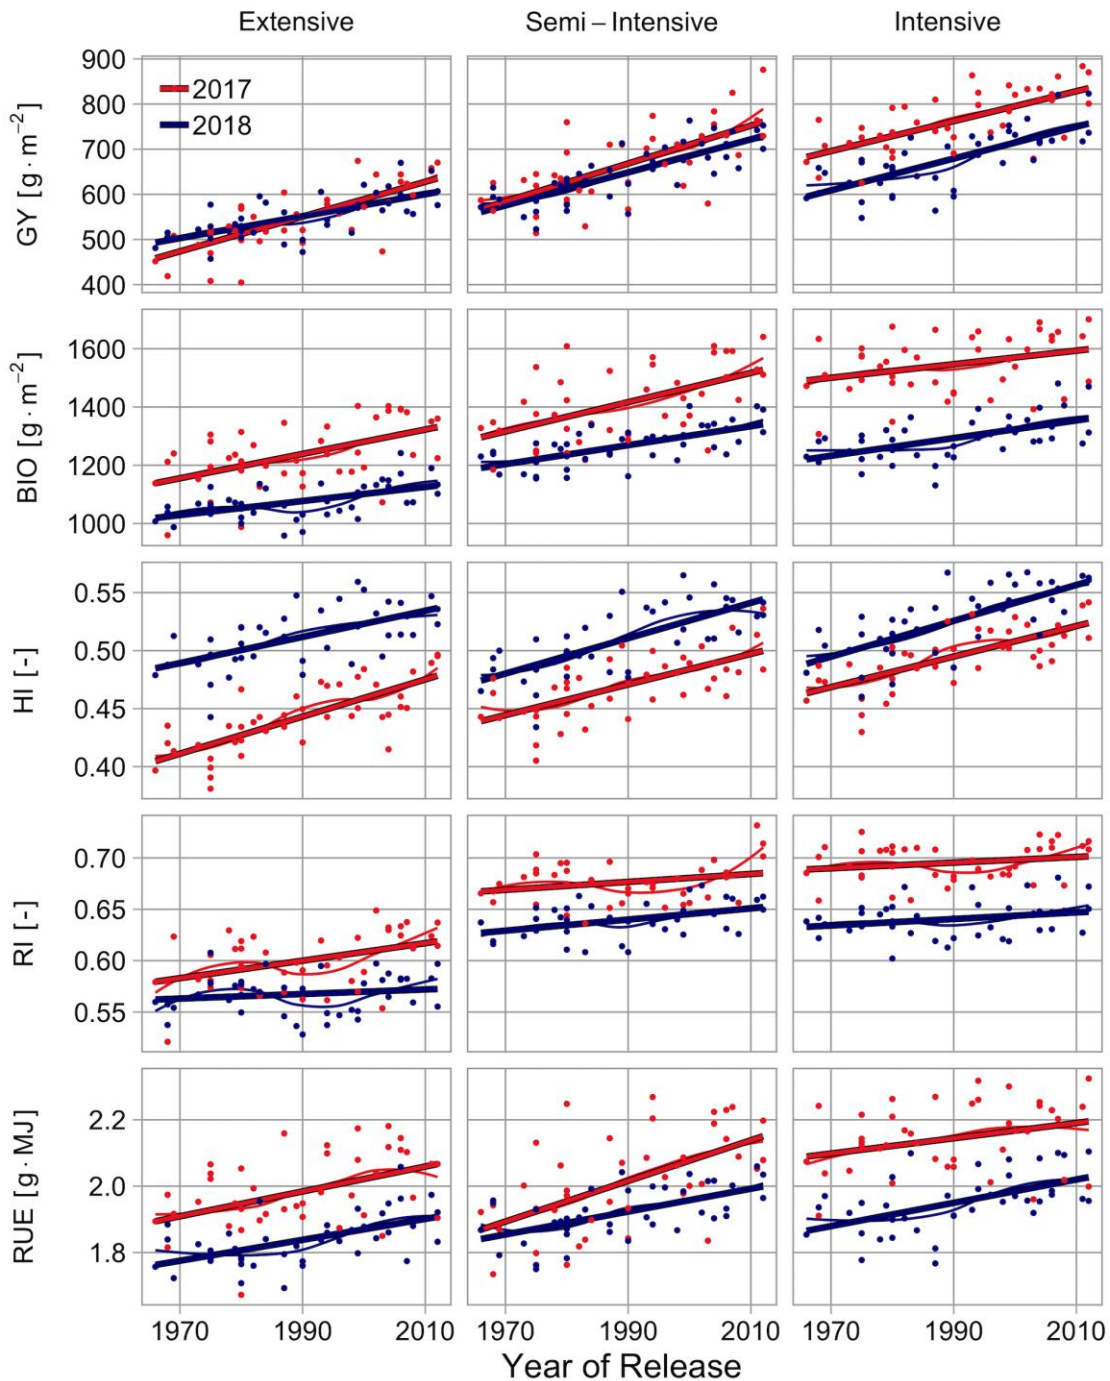 Extensive Semi – Intensive Intensive
2017
2018
GY [g · m⁻²]
900
800
700
600
500
400
BIO [g · m⁻²]
1600
1400
1200
1000
HI [-]
0.55
0.50
0.45
0.40
RI [-]
0.70
0.65
0.60
0.55
RUE [g · MJ]
2.2
2.0
1.8
1970 1990 2010 1970 1990 2010 1970 1990 2010
Year of Release